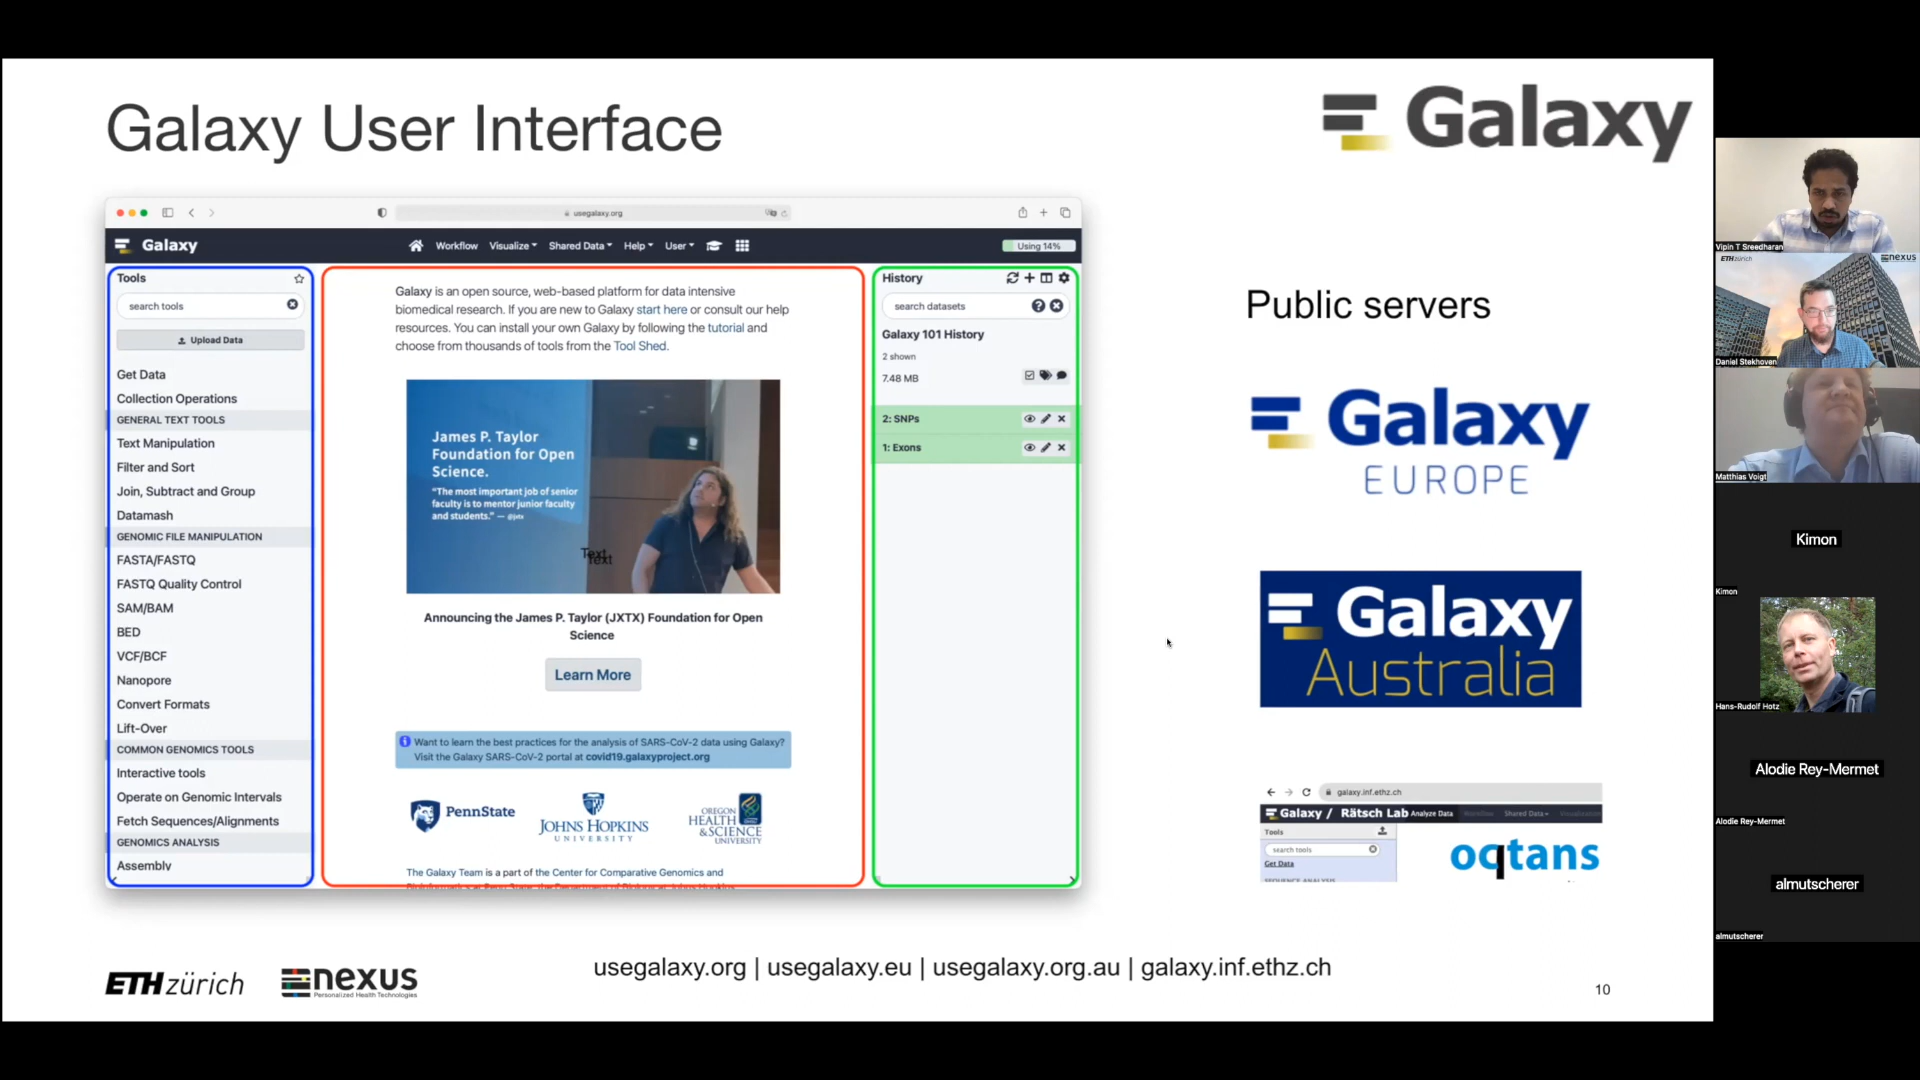 Galaxy User Interface
Galaxy
usegalaxy.org
Galaxy
Workflow Visualize Shared Data Help User
Using 14%
Tools
search tools
Upload Data
Get Data
Collection Operations
GENERAL TEXT TOOLS
Text Manipulation
Filter and Sort
Join, Subtract and Group
Datamash
GENOMIC FILE MANIPULATION
FASTA/FASTQ
FASTQ Quality Control
SAM/BAM
BED
VCF/BCF
Nanopore
Convert Formats
Lift-Over
COMMON GENOMICS TOOLS
Interactive tools
Operate on Genomic Intervals
Fetch Sequences/Alignments
GENOMICS ANALYSIS
Assembly
Galaxy is an open source, web-based platform for data intensive
biomedical research. If you are new to Galaxy start here or consult our help
resources. You can install your own Galaxy by following the tutorial and
choose from thousands of tools from the Tool Shed.
James P. Taylor
Foundation for Open
Science.
"The most important job of senior
faculty is to mentor junior faculty
and students." — @jxtx
Text
Text
Announcing the James P. Taylor (JXTX) Foundation for Open
Science
Learn More
Want to learn the best practices for the analysis of SARS-CoV-2 data using Galaxy?
Visit the Galaxy SARS-CoV-2 portal at covid19.galaxyproject.org
PennState
JOHNS HOPKINS
UNIVERSITY
OREGON
HEALTH
& SCIENCE
UNIVERSITY
The Galaxy Team is a part of the Center for Comparative Genomics and
History
search datasets
Galaxy 101 History
2 shown
7.48 MB
2: SNPs
1: Exons
Public servers
Galaxy
EUROPE
Galaxy
Australia
galaxy.inf.ethz.ch
Galaxy / Rätsch Lab Analyze Data Shared Data
Tools
search tools
Get Data
oqtans
ETH zürich
nexus
Personalized Health Technologies
usegalaxy.org | usegalaxy.eu | usegalaxy.org.au | galaxy.inf.ethz.ch
10
Vipin T Sreedharan
ETH zürich
nexus
Daniel Stekhoven
Matthias Voigt
Kimon
Kimon
Hans-Rudolf Hotz
Alodie Rey-Mermet
Alodie Rey-Mermet
almutscherer
almutscherer